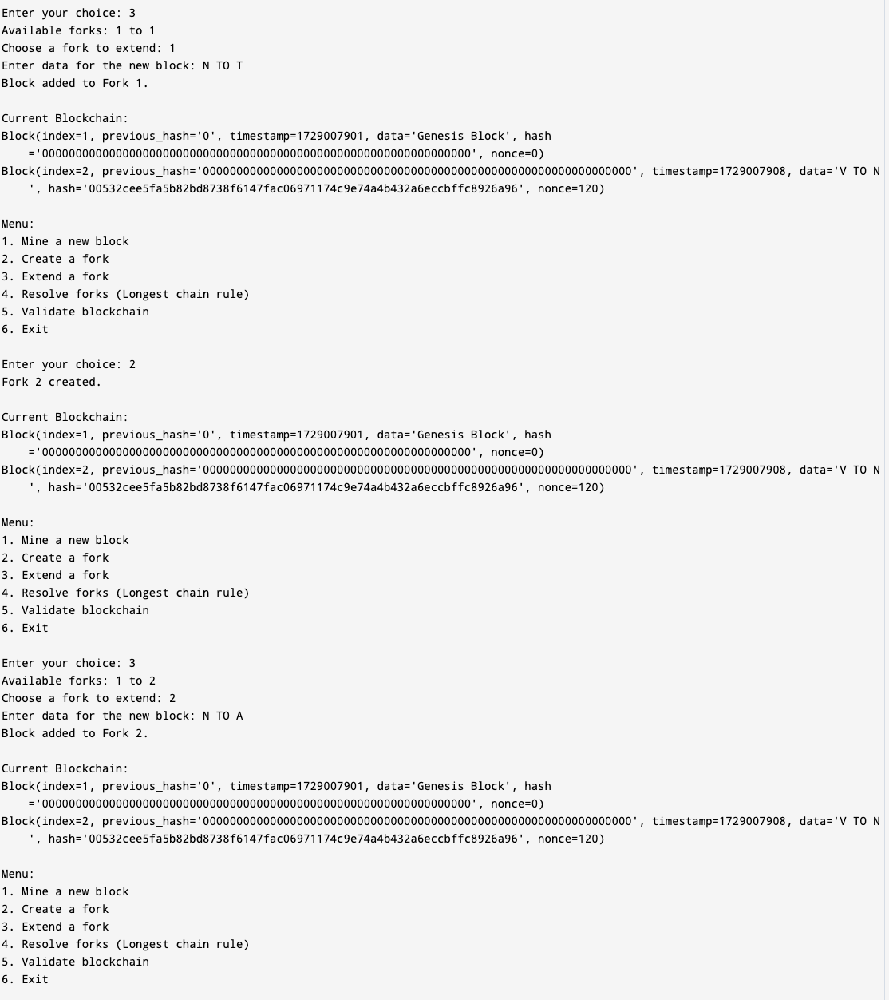 Enter your choice: 3
Available forks: 1 to 1
Choose a fork to extend: 1
Enter data for the new block: N TO T
Block added to Fork 1.
Current Blockchain:
Block(index=1, previous_hash='0', timestamp=1729007901, data='Genesis Block', hash
='0000000000000000000000000000000000000000000000000000000000000000', nonce=0)
Block(index=2, previous_hash='0000000000000000000000000000000000000000000000000000000000000000', timestamp=1729007908, data='V TO N
', hash='00532cee5fa5b82bd8738f6147fac06971174c9e74a4b432a6eccbffc8926a96', nonce=120)
Menu:
1. Mine a new block
2. Create a fork
3. Extend a fork
4. Resolve forks (Longest chain rule)
5. Validate blockchain
6. Exit
Enter your choice: 2
Fork 2 created.
Current Blockchain:
Block(index=1, previous_hash='0', timestamp=1729007901, data='Genesis Block', hash
='0000000000000000000000000000000000000000000000000000000000000000', nonce=0)
Block(index=2, previous_hash='0000000000000000000000000000000000000000000000000000000000000000', timestamp=1729007908, data='V TO N
', hash='00532cee5fa5b82bd8738f6147fac06971174c9e74a4b432a6eccbffc8926a96', nonce=120)
Menu:
1. Mine a new block
2. Create a fork
3. Extend a fork
4. Resolve forks (Longest chain rule)
5. Validate blockchain
6. Exit
Enter your choice: 3
Available forks: 1 to 2
Choose a fork to extend: 2
Enter data for the new block: N TO A
Block added to Fork 2.
Current Blockchain:
Block(index=1, previous_hash='0', timestamp=1729007901, data='Genesis Block', hash
='0000000000000000000000000000000000000000000000000000000000000000', nonce=0)
Block(index=2, previous_hash='0000000000000000000000000000000000000000000000000000000000000000', timestamp=1729007908, data='V TO N
', hash='00532cee5fa5b82bd8738f6147fac06971174c9e74a4b432a6eccbffc8926a96', nonce=120)
Menu:
1. Mine a new block
2. Create a fork
3. Extend a fork
4. Resolve forks (Longest chain rule)
5. Validate blockchain
6. Exit